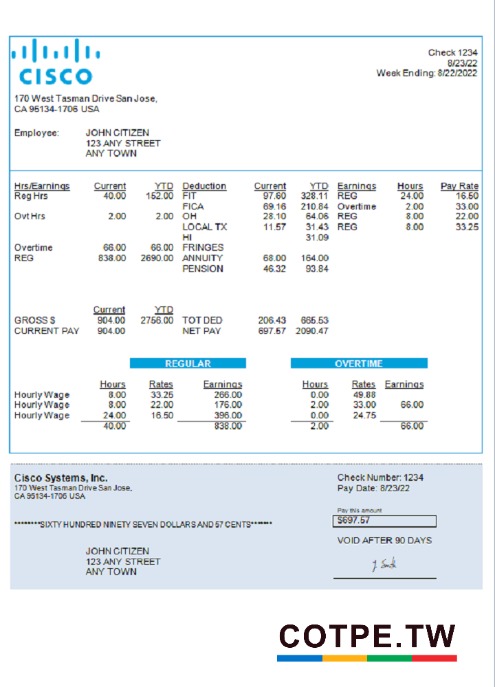 CISCO
Check 1234
8/23/22
Week Ending: 8/22/2022
170 West Tasman Drive San Jose,
CA 95134-1706 USA
Employee: JOHN CITIZEN
123 ANY STREET
ANY TOWN
Hrs/Earnings Current YTD Deduction Current YTD Earnings Hours Pay Rate
Reg Hrs 40.00 152.00 FIT 97.60 328.11 REG 24.00 16.50
FICA 69.16 210.84 Overtime 2.00 33.00
Ovt Hrs 2.00 2.00 OH 28.10 64.06 REG 8.00 22.00
LOCAL TX 11.57 31.43 REG 8.00 33.25
HI 31.09
Overtime 66.00 66.00 FRINGES
REG 838.00 2690.00 ANNUITY 68.00 164.00
PENSION 46.32 93.84
Current YTD
GROSS $ 904.00 2756.00 TOT DED 206.43 665.53
CURRENT PAY 904.00 NET PAY 697.57 2090.47
REGULAR OVERTIME
Hours Rates Earnings Hours Rates Earnings
Hourly Wage 8.00 33.25 266.00 0.00 49.88
Hourly Wage 8.00 22.00 176.00 2.00 33.00 66.00
Hourly Wage 24.00 16.50 396.00 0.00 24.75
40.00 838.00 2.00 66.00
Cisco Systems, Inc.
170 West Tasman Drive San Jose,
CA 95134-1706 USA
Check Number: 1234
Pay Date: 8/23/22
Pay this amount
$697.57
********SIXTY HUNDRED NINETY SEVEN DOLLARS AND 57 CENTS*******
VOID AFTER 90 DAYS
JOHN CITIZEN
123 ANY STREET
ANY TOWN
J. Smith
COTPE.TW